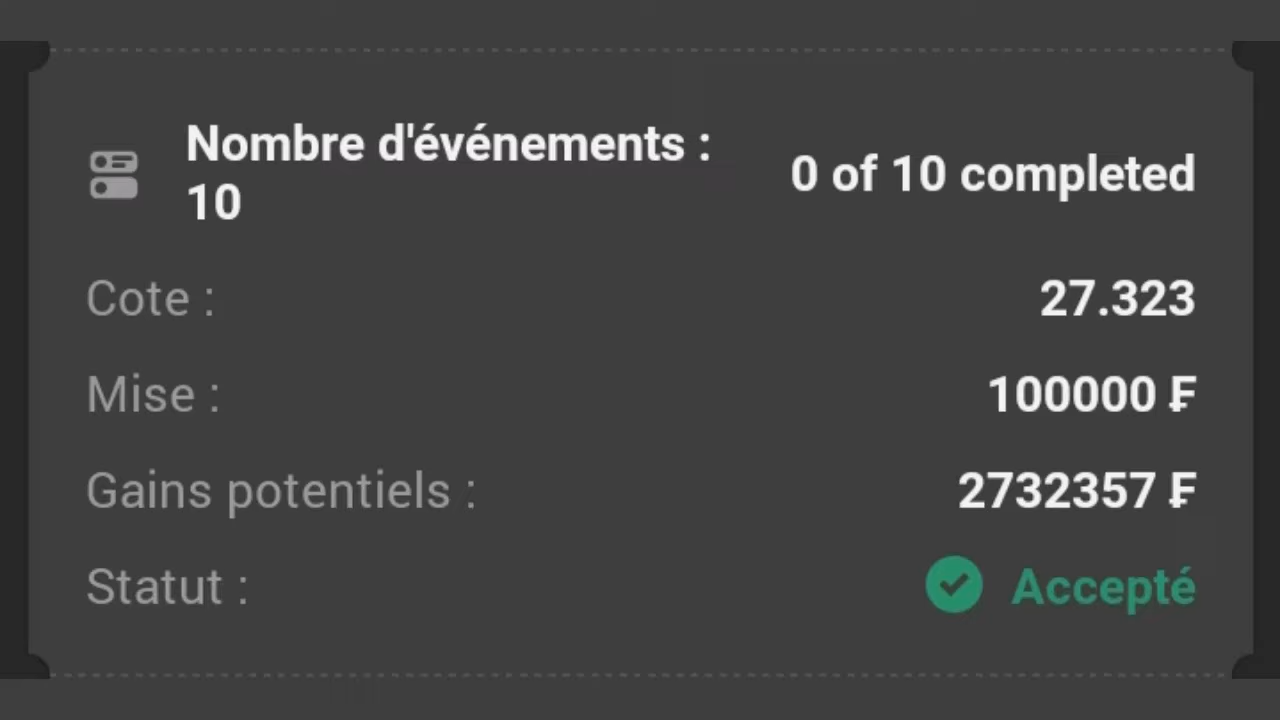 Nombre d'événements :
10
0 of 10 completed
Cote :
27.323
Mise :
100000 ₣
Gains potentiels :
2732357 ₣
Statut :
Accepté